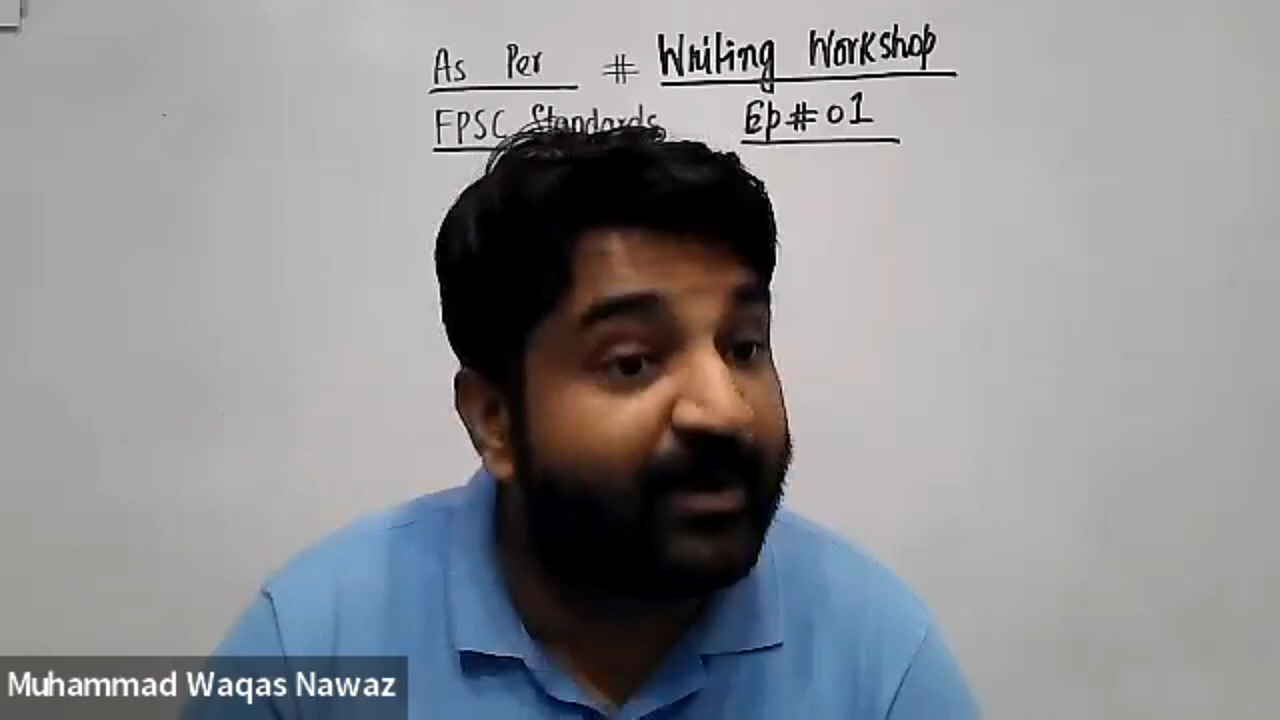 As Per # Writing Workshop
FPSC Standards Ep#01
Muhammad Waqas Nawaz